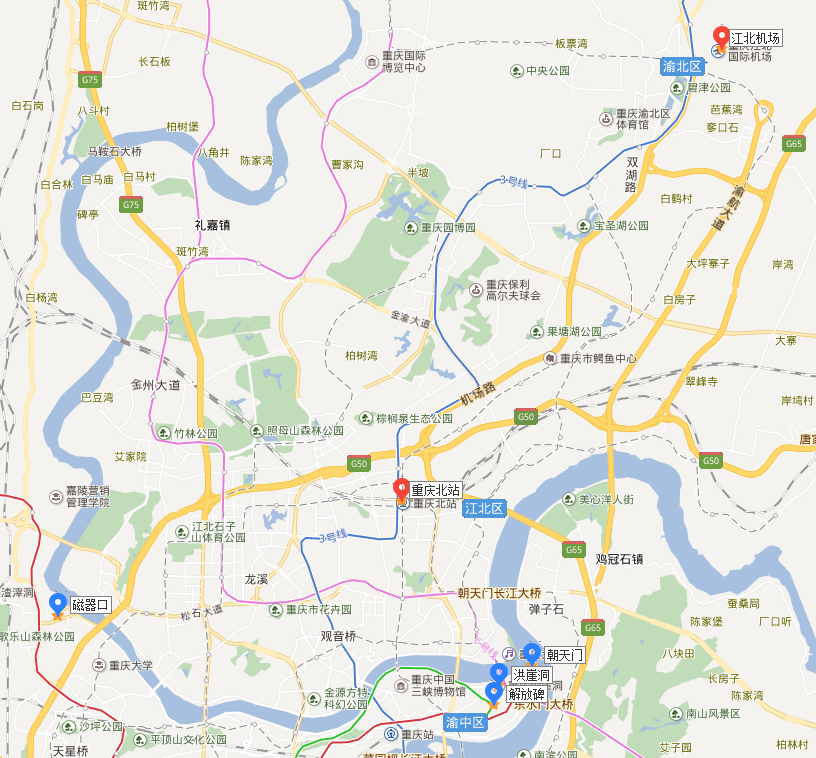 斑竹湾
江北机场
重庆江北
国际机场
板票湾
重庆国际
博览中心
长石板
中央公园
渝北区
G75
碧津公园
白石岗
八斗村
芭蕉湾
重庆渝北区
体育馆
柏树堡
G65
马鞍石大桥
八角井
陈家湾
厂口
曹家沟
双湖路
白合林
白马庙
白马村
半坡
3号线
白鹤村
渝航大道
G75
碑亭
礼嘉镇
重庆园博园
宝圣湖公园
斑竹湾
大坪寨子
岸湾
重庆保利
高尔夫球会
白杨湾
白房子
金渝大道
果塘湖公园
大寨
柏树湾
重庆市鳄鱼中心
金州大道
翠峰寺
机场路
巴豆湾
岸塆村
棕榈泉生态公园
G50
竹林公园
照母山森林公园
唐家
艾家院
G50
G50
嘉陵营销
管理学院
重庆北站
重庆北站
美心洋人街
江北区
江北石子
山体育公园
3号线
G65
鸡冠石镇
龙溪
渣滓洞
朝天门长江大桥
磁器口
松石大道
重庆市花卉园
弹子石
蚕桑局
歌乐山森林公园
G65
陈家堡
厂口听
观音桥
重庆大学
朝天门
八块田
洪崖洞
重庆中国
三峡博物馆
解放碑
长房子
金源方特
科幻公园
东水门大桥
陈家湾
渝中区
南山风景区
沙坪公园
重庆站
平顶山文化公园
天星桥
艾子园
柏林村
南滨公园